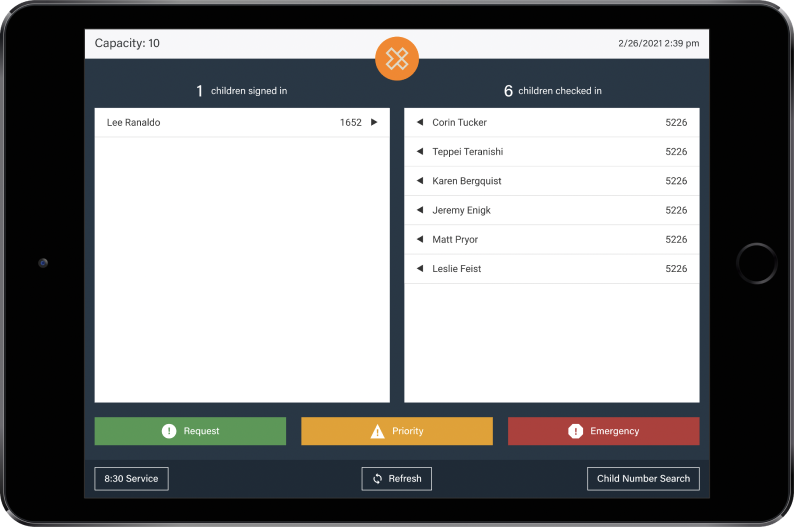 Capacity: 10
2/26/2021 2:39 pm
1 children signed in
6 children checked in
Lee Ranaldo 1652
Corin Tucker 5226
Teppei Teranishi 5226
Karen Bergquist 5226
Jeremy Enigk 5226
Matt Pryor 5226
Leslie Feist 5226
Request
Priority
Emergency
8:30 Service
Refresh
Child Number Search